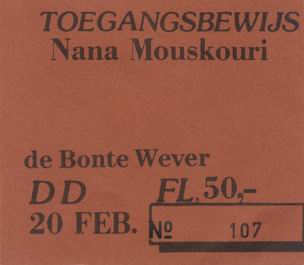 TOEGANGSBEWIJS
Nana Mouskouri
de Bonte Wever
DD FL. 50,-
20 FEB. Nº 107